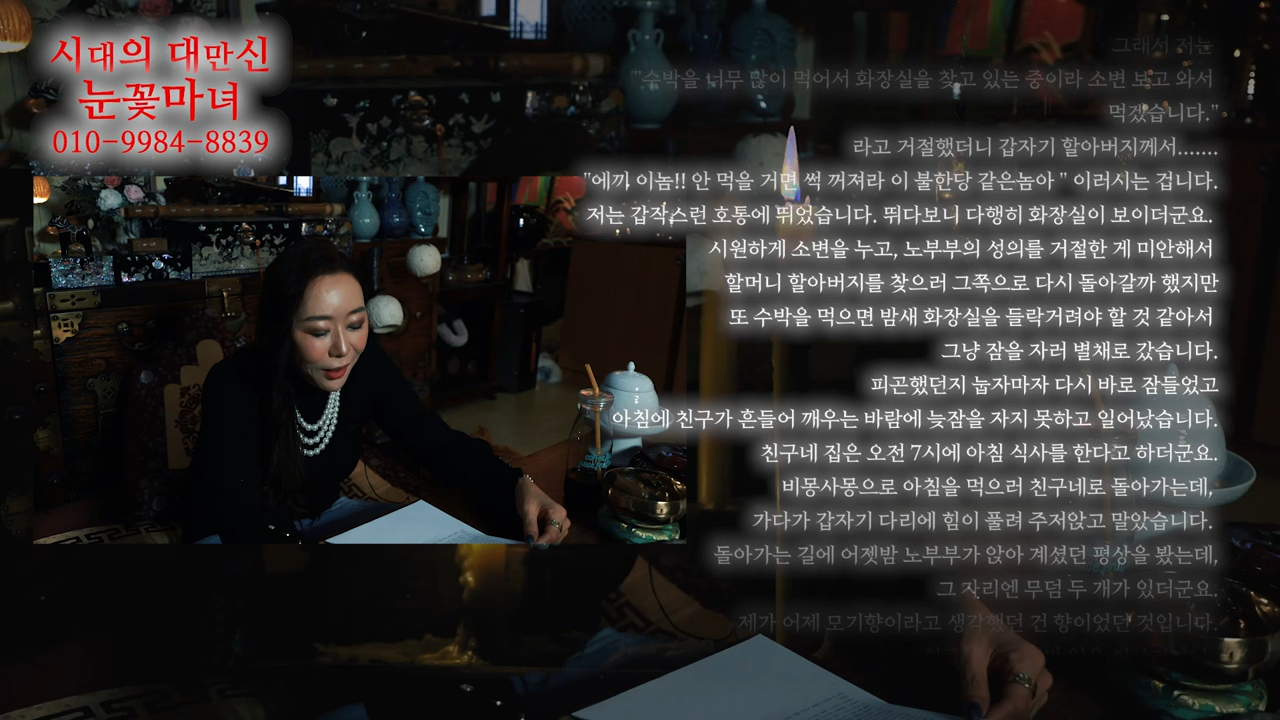 시대의 대만신
눈꽃마녀
010-9984-8839
그래서 저는
"수박을 너무 많이 먹어서 화장실을 찾고 있는 중이라 소변 보고 와서
먹겠습니다."
라고 거절했더니 갑자기 할아버지께서.......
"에끼 이놈!! 안 먹을 거면 썩 꺼져라 이 불한당 같은놈아 " 이러시는 겁니다.
저는 갑작스런 호통에 뛰었습니다. 뛰다보니 다행히 화장실이 보이더군요.
시원하게 소변을 누고, 노부부의 성의를 거절한 게 미안해서
할머니 할아버지를 찾으러 그쪽으로 다시 돌아갈까 했지만
또 수박을 먹으면 밤새 화장실을 들락거려야 할 것 같아서
그냥 잠을 자러 별채로 갔습니다.
피곤했던지 눕자마자 다시 바로 잠들었고
아침에 친구가 흔들어 깨우는 바람에 늦잠을 자지 못하고 일어났습니다.
친구네 집은 오전 7시에 아침 식사를 한다고 하더군요.
비몽사몽으로 아침을 먹으러 친구네로 돌아가는데,
가다가 갑자기 다리에 힘이 풀려 주저앉고 말았습니다.
돌아가는 길에 어젯밤 노부부가 앉아 계셨던 평상을 봤는데,
그 자리엔 무덤 두 개가 있더군요.
제가 어제 모기향이라고 생각했던 건 향이었던 것입니다.